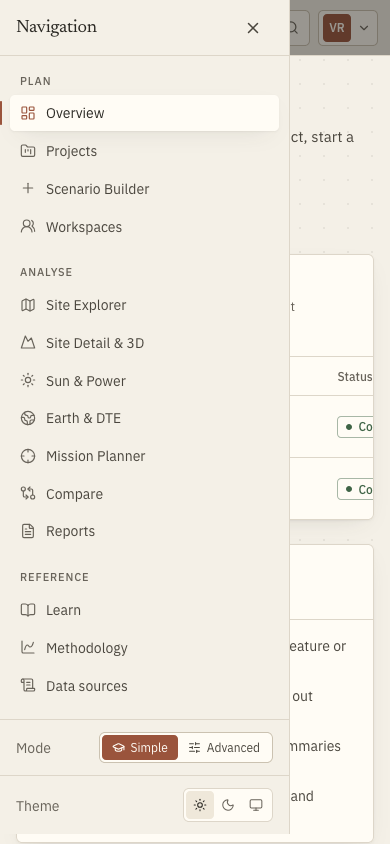 Navigation
VR
PLAN
ct, start a
Overview
Projects
Scenario Builder
Workspaces
ANALYSE
Site Explorer
t
Site Detail & 3D
Sun & Power
Status
Earth & DTE
Co
Mission Planner
Compare
Co
Reports
REFERENCE
Learn
Methodology
eature or
Data sources
out
Mode
Simple
Advanced
mmaries
Theme
and